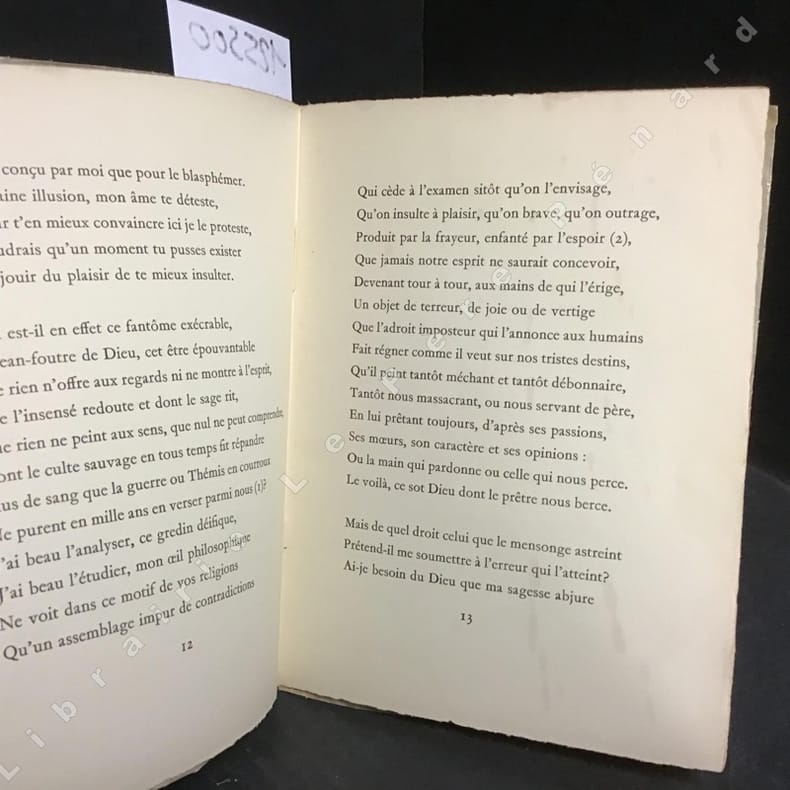 conçu par moi que pour le blasphémer.
illusion, mon âme te déteste,
t'en mieux convaincre ici je le proteste,
qu'un moment tu pusses exister
jouir du plaisir de te mieux insulter.
est-il en effet ce fantôme exécrable,
de Dieu, cet être épouvantable
rien n'offre aux regards ni ne montre à l'esprit,
l'insensé redoute et dont le sage rit,
rien ne peint aux sens, que nul ne peut comprendre,
le culte sauvage en tous temps fit répandre
de sang que la guerre ou Thémis en courroux
purent en mille ans en verser parmi nous (1)?
J'ai beau l'analyser, ce gredin déifique,
J'ai beau l'étudier, mon œil philosophique
Ne voit dans ce motif de vos religions
Qu'un assemblage impur de contradictions
12
Qui cède à l'examen sitôt qu'on l'envisage,
Qu'on insulte à plaisir, qu'on brave, qu'on outrage,
Produit par la frayeur, enfanté par l'espoir (2),
Que jamais notre esprit ne saurait concevoir,
Devenant tour à tour, aux mains de qui l'érige,
Un objet de terreur, de joie ou de vertige
Que l'adroit imposteur qui l'annonce aux humains
Fait régner comme il veut sur nos tristes destins,
Qu'il peint tantôt méchant et tantôt débonnaire,
Tantôt nous massacrant, ou nous servant de père,
En lui prêtant toujours, d'après ses passions,
Ses mœurs, son caractère et ses opinions :
Ou la main qui pardonne ou celle qui nous perce.
Le voilà, ce sot Dieu dont le prêtre nous berce.
Mais de quel droit celui que le mensonge astreint
Prétend-il me soumettre à l'erreur qui l'atteint?
Ai-je besoin du Dieu que ma sagesse abjure
13
Librairie Le Père Pénard